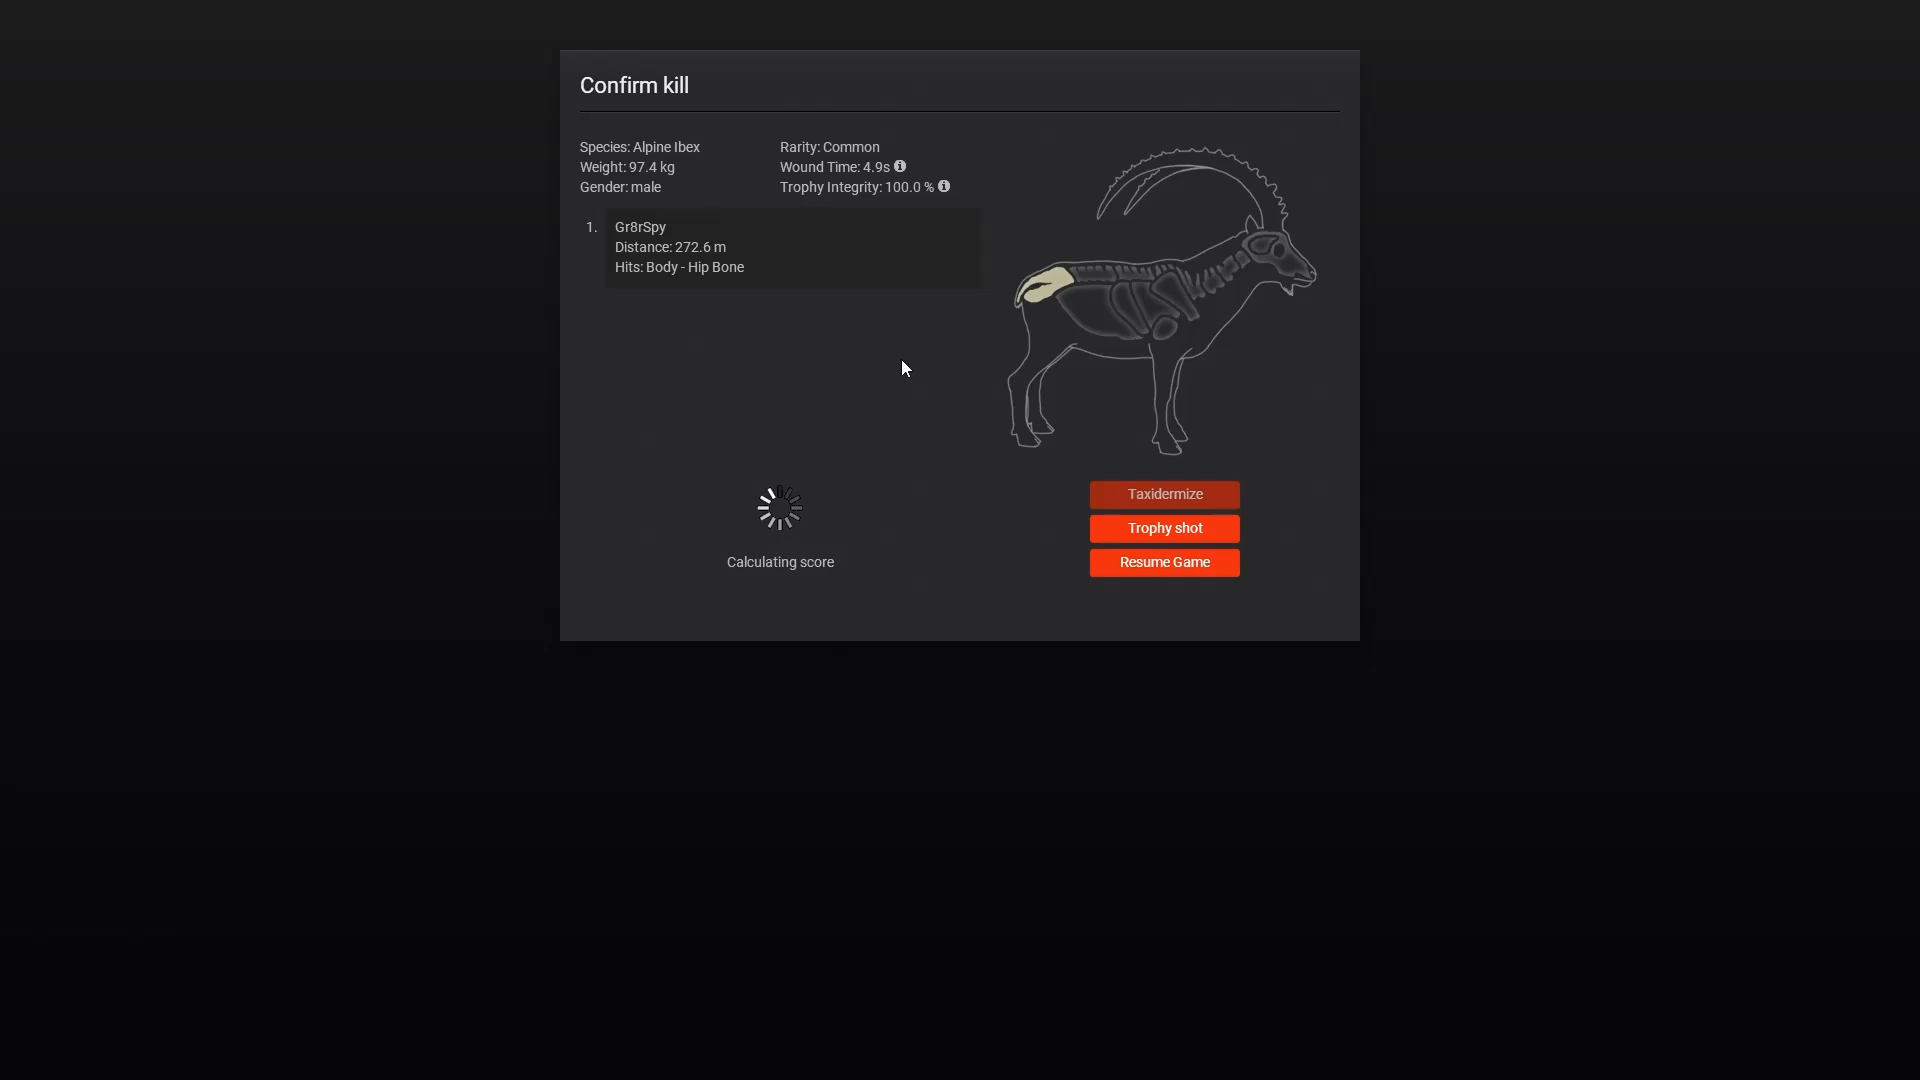 Confirm kill
Species: Alpine Ibex
Weight: 97.4 kg
Gender: male
Rarity: Common
Wound Time: 4.9s
Trophy Integrity: 100.0 %
1.
Gr8rSpy
Distance: 272.6 m
Hits: Body - Hip Bone
Calculating score
Taxidermize
Trophy shot
Resume Game